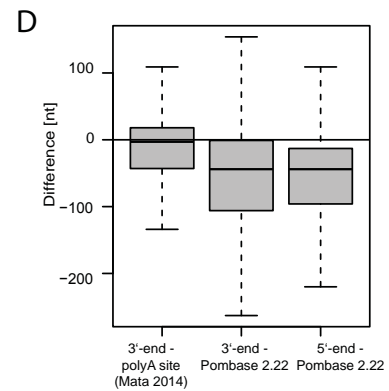 D
Difference [nt]
100
0
−100
−200
3‘-end -
polyA site
(Mata 2014)
3‘-end -
Pombase 2.22
5‘-end -
Pombase 2.22